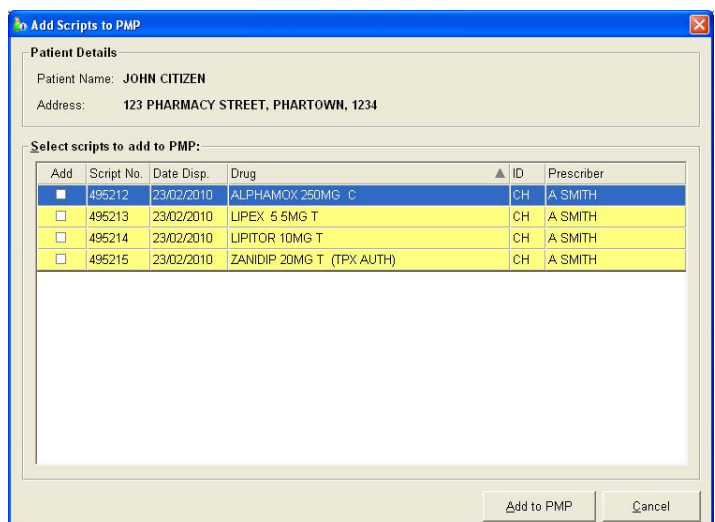 Add Scripts to PMP
Patient Details
Patient Name: JOHN CITIZEN
Address: 123 PHARMACY STREET, PHARTOWN, 1234
Select scripts to add to PMP:
Add Script No. Date Disp. Drug ID Prescriber
495212 23/02/2010 ALPHAMOX 250MG C CH A SMITH
495213 23/02/2010 LIPEX 5 5MG T CH A SMITH
495214 23/02/2010 LIPITOR 10MG T CH A SMITH
495215 23/02/2010 ZANIDIP 20MG T (TPX AUTH) CH A SMITH
Add to PMP Cancel